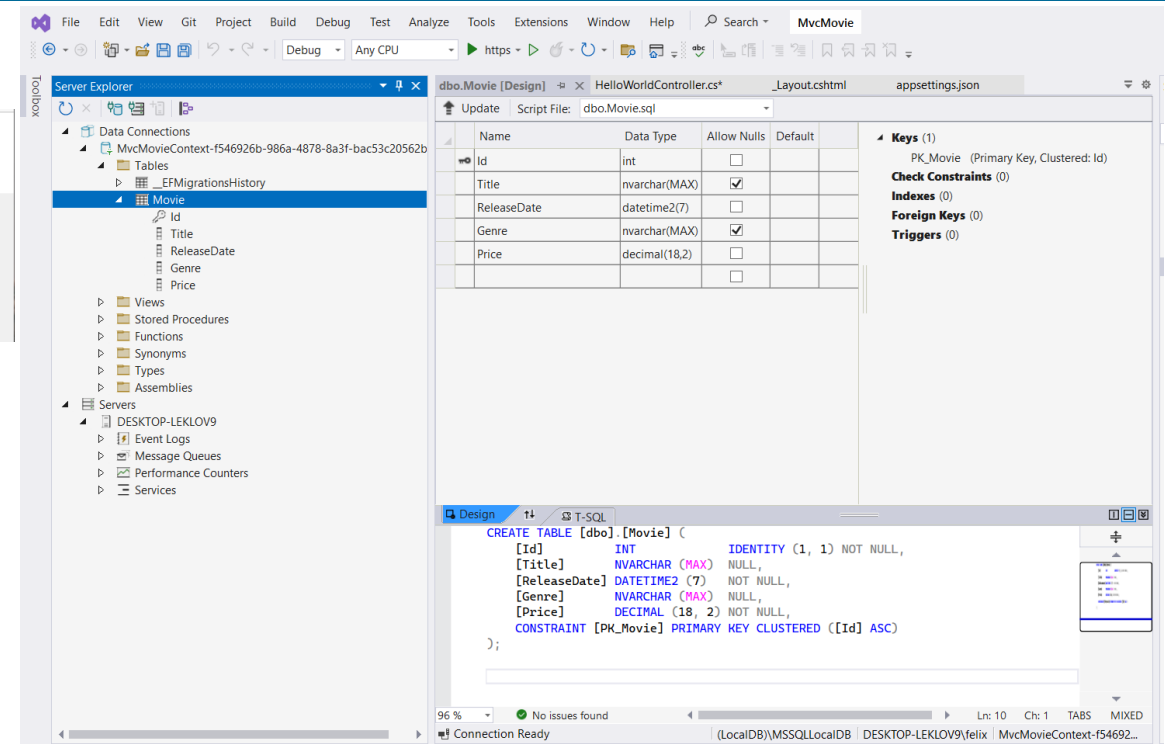 File Edit View Git Project Build Debug Test Analyze Tools Extensions Window Help Search MvcMovie
Debug Any CPU https
Toolbox
Server Explorer
Data Connections
MvcMovieContext-f546926b-986a-4878-8a3f-bac53c20562b
Tables
__EFMigrationsHistory
Movie
Id
Title
ReleaseDate
Genre
Price
Views
Stored Procedures
Functions
Synonyms
Types
Assemblies
Servers
DESKTOP-LEKLOV9
Event Logs
Message Queues
Performance Counters
Services
dbo.Movie [Design] HelloWorldController.cs* _Layout.cshtml appsettings.json
Update Script File: dbo.Movie.sql
Name Data Type Allow Nulls Default
Id int
Title nvarchar(MAX)
ReleaseDate datetime2(7)
Genre nvarchar(MAX)
Price decimal(18,2)
Keys (1)
PK_Movie (Primary Key, Clustered: Id)
Check Constraints (0)
Indexes (0)
Foreign Keys (0)
Triggers (0)
Design T-SQL
CREATE TABLE [dbo].[Movie] (
[Id] INT IDENTITY (1, 1) NOT NULL,
[Title] NVARCHAR (MAX) NULL,
[ReleaseDate] DATETIME2 (7) NOT NULL,
[Genre] NVARCHAR (MAX) NULL,
[Price] DECIMAL (18, 2) NOT NULL,
CONSTRAINT [PK_Movie] PRIMARY KEY CLUSTERED ([Id] ASC)
);
96 % No issues found Ln: 10 Ch: 1 TABS MIXED
Connection Ready (LocalDB)\MSSQLLocalDB DESKTOP-LEKLOV9\felix MvcMovieContext-f54692...